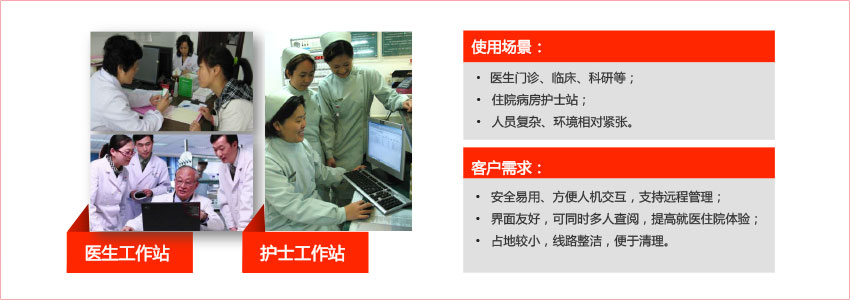 医生工作站
护士工作站
使用场景：
• 医生门诊、临床、科研等；
• 住院病房护士站；
• 人员复杂、环境相对紧张。
客户需求：
• 安全易用、方便人机交互，支持远程管理；
• 界面友好，可同时多人查阅，提高就医住院体验；
• 占地较小，线路整洁，便于清理。